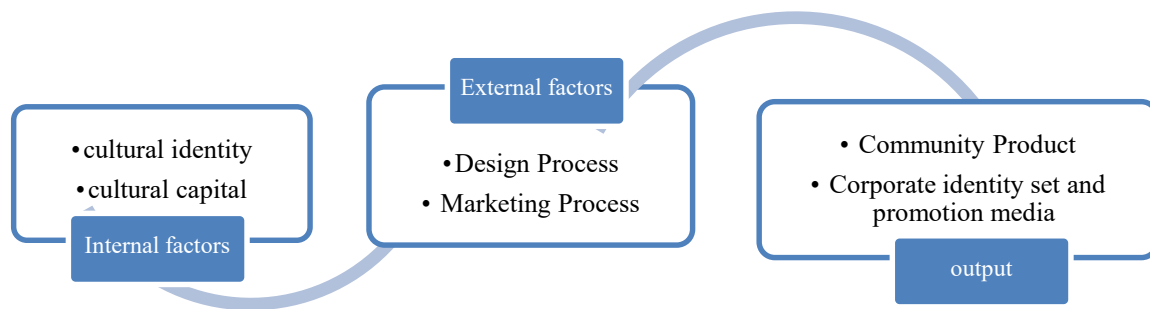 •cultural identity
•cultural capital
Internal factors
External factors
•Design Process
• Marketing Process
• Community Product
• Corporate identity set and
promotion media
output